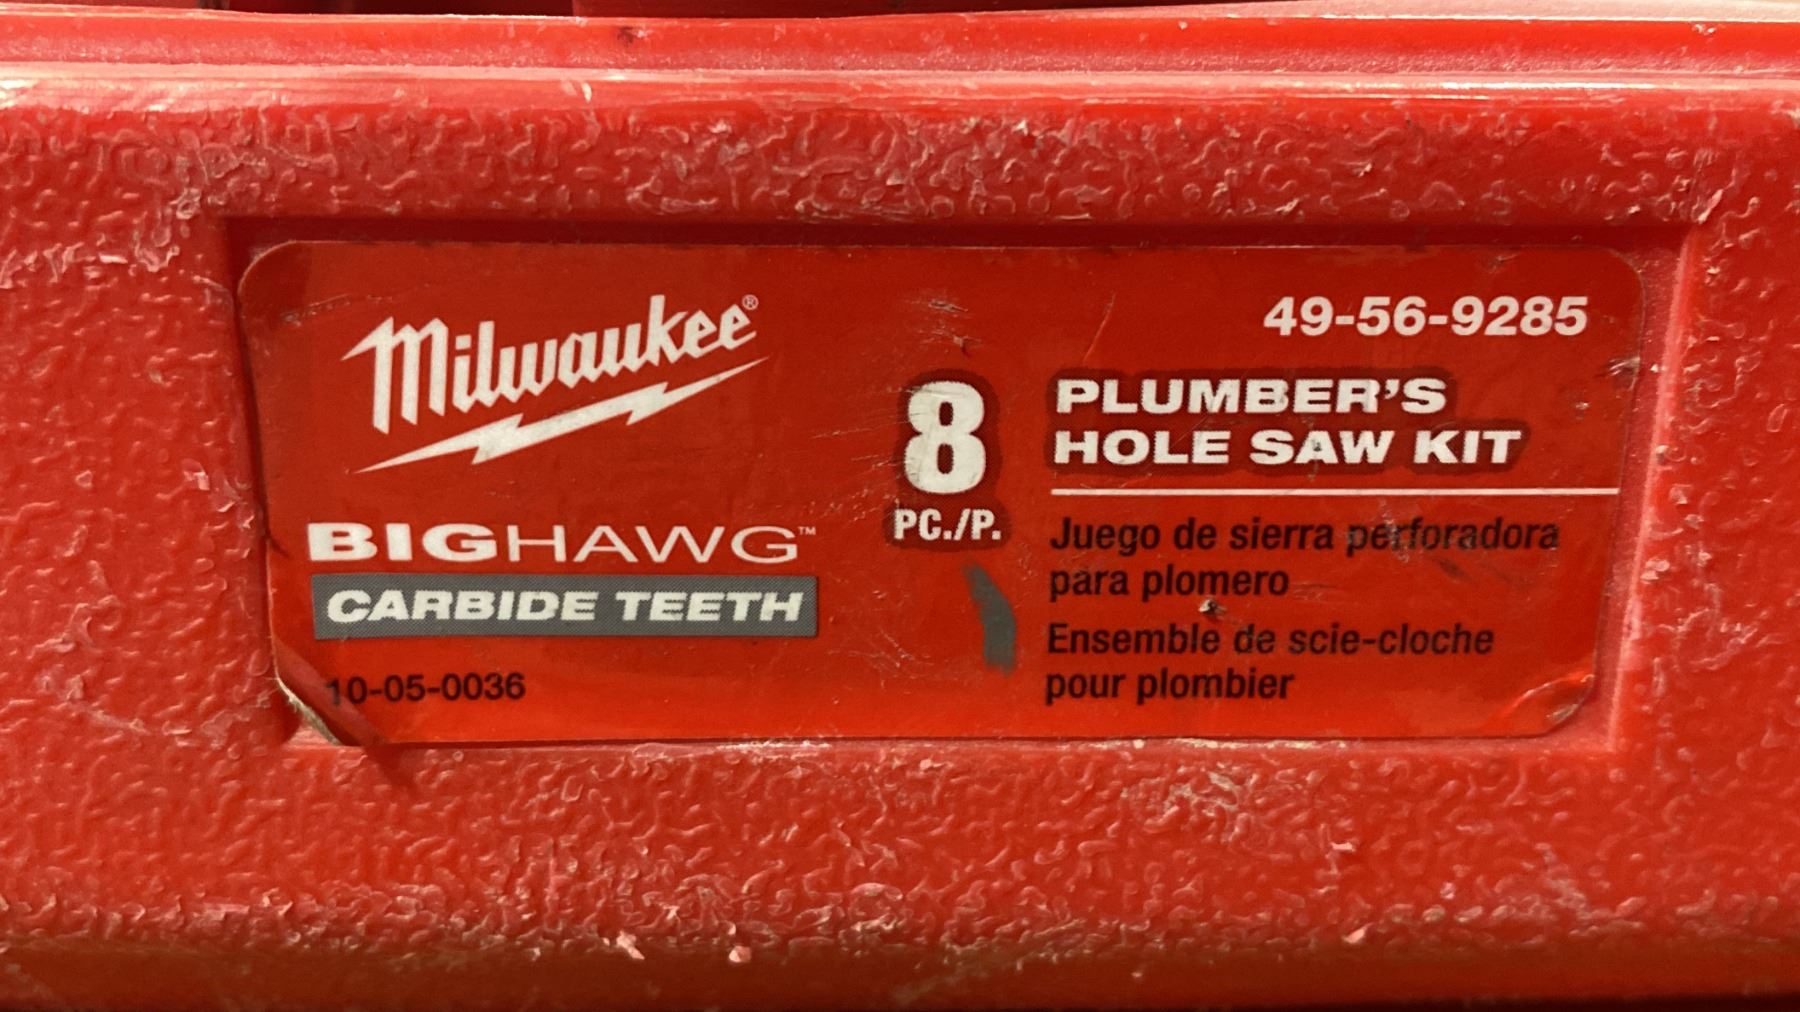 Milwaukee®
BIGHAWG™
CARBIDE TEETH
10-05-0036
8
PC./P.
49-56-9285
PLUMBER'S
HOLE SAW KIT
Juego de sierra perforadora
para plomero
Ensemble de scie-cloche
pour plombier